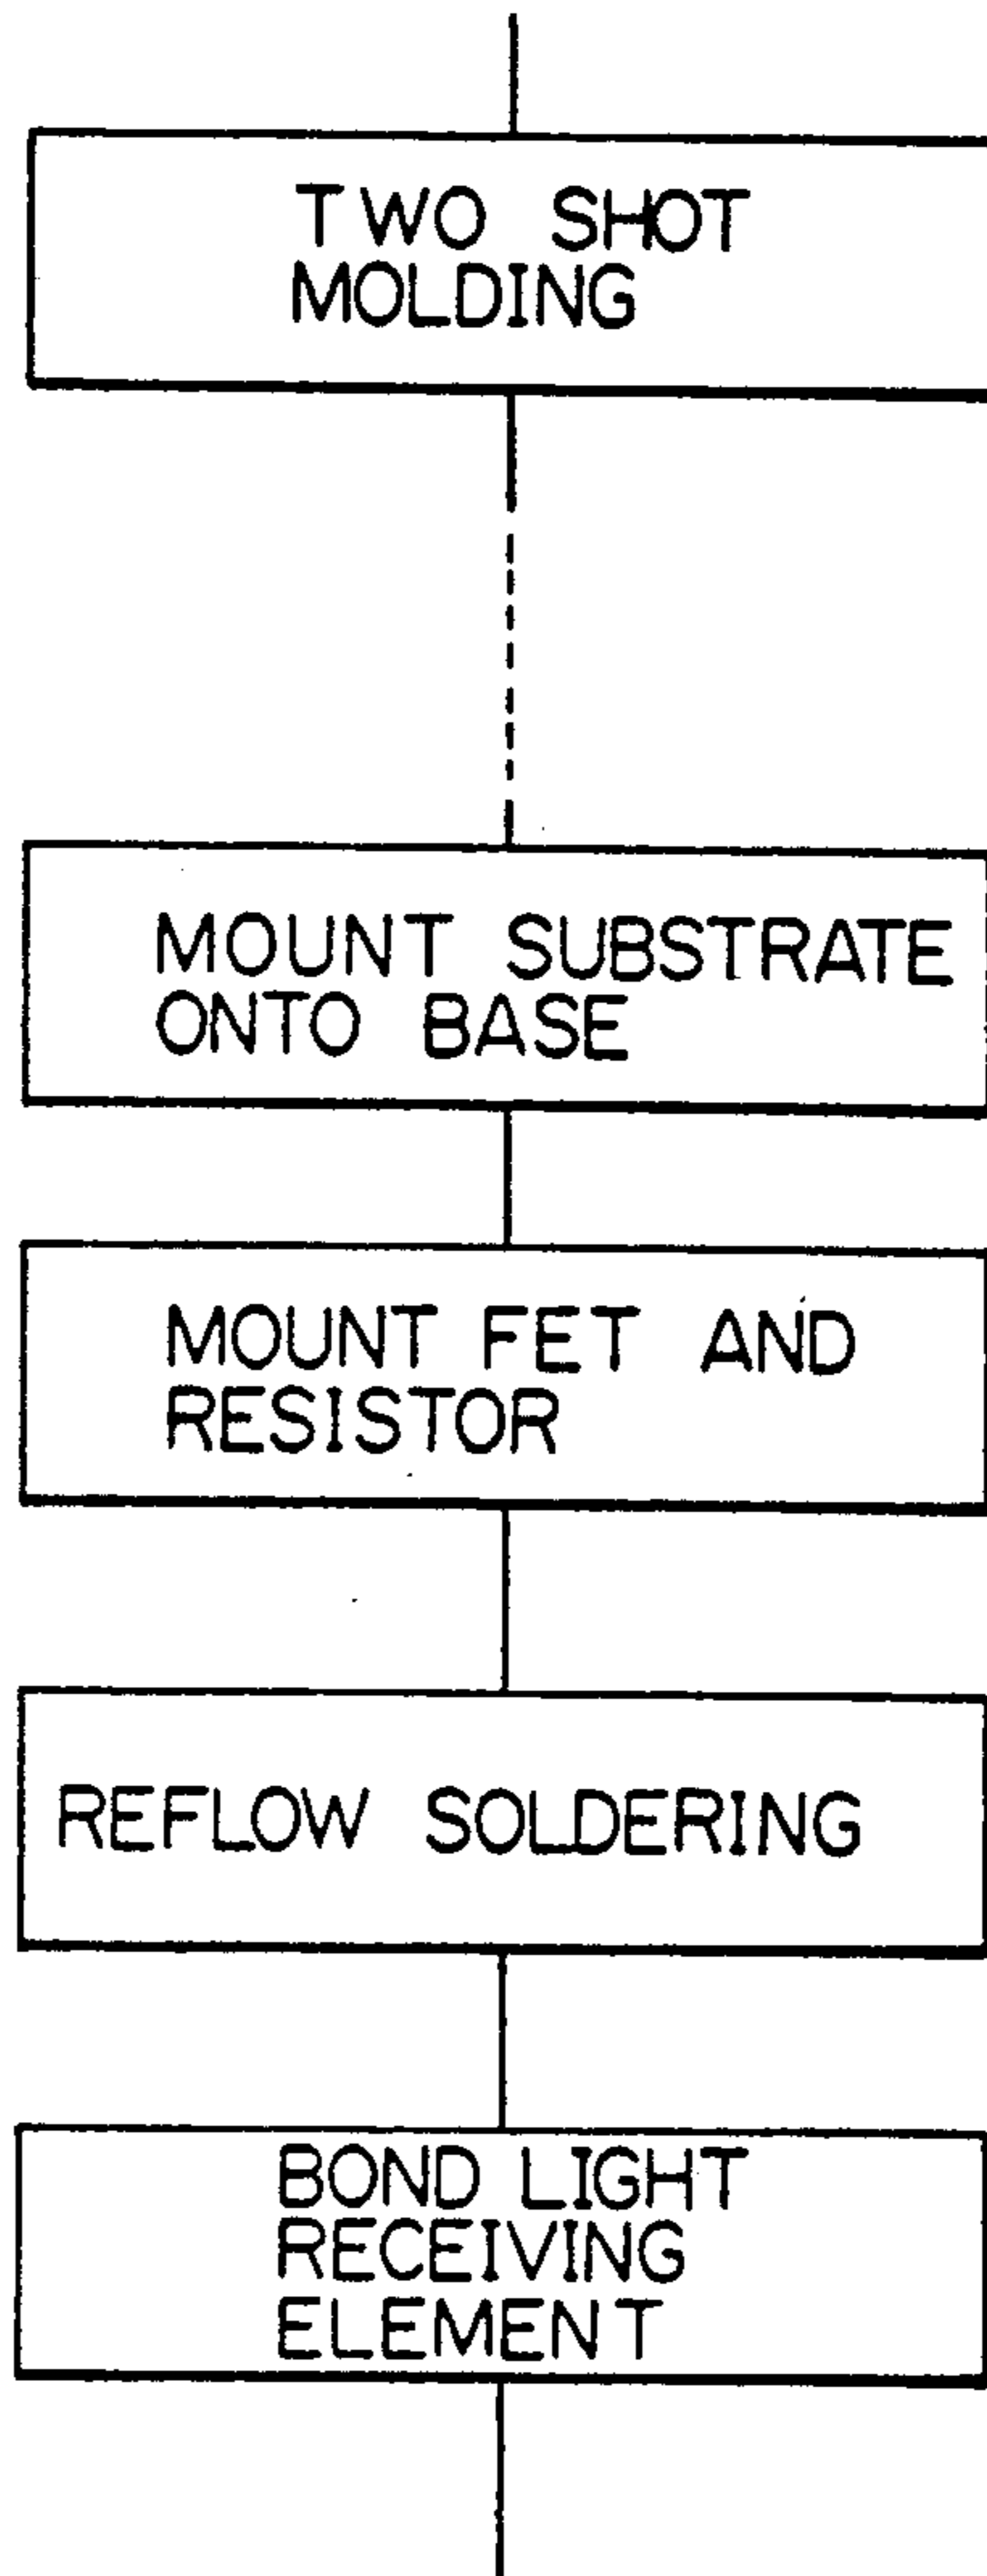 TWO SHOT
MOLDING
MOUNT SUBSTRATE
ONTO BASE
MOUNT FET AND
RESISTOR
REFLOW SOLDERING
BOND LIGHT
RECEIVING
ELEMENT